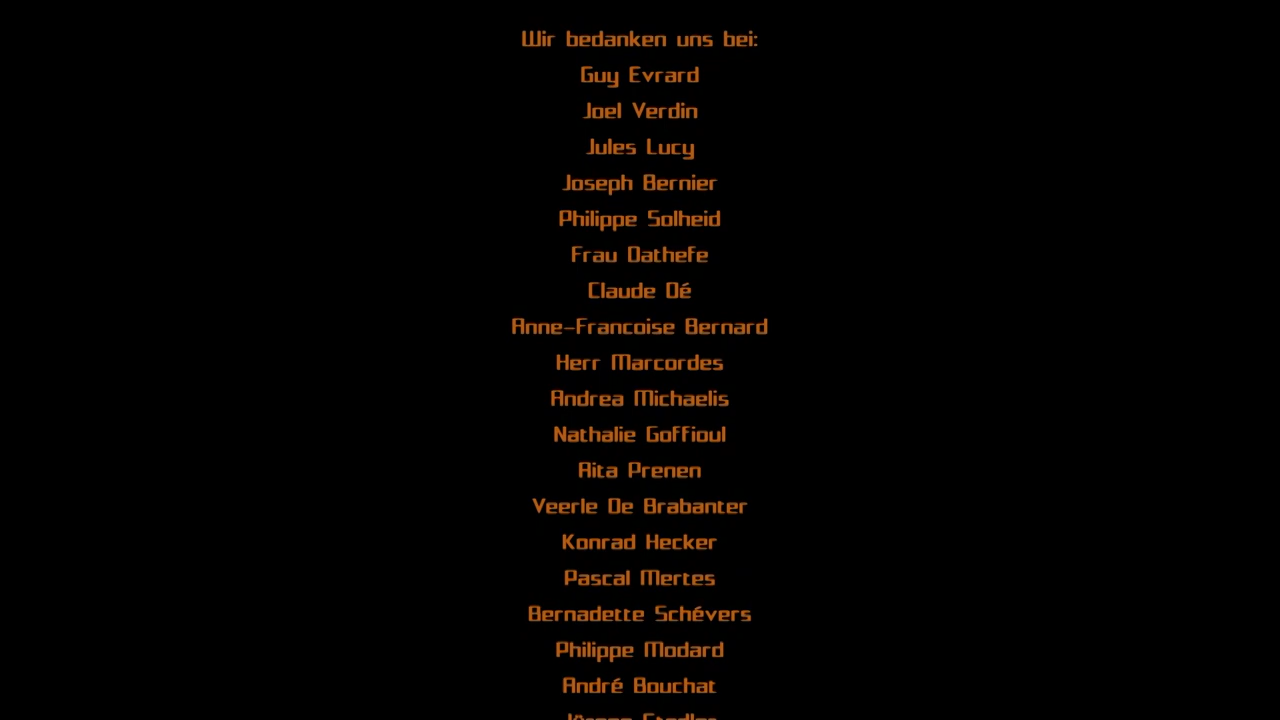 Wir bedanken uns bei:
Guy Evrard
Joel Verdin
Jules Lucy
Joseph Bernier
Philippe Solheid
Frau Dathefe
Claude Dé
Anne-Francoise Bernard
Herr Marcordes
Andrea Michaelis
Nathalie Goffioul
Rita Prenen
Veerle De Brabanter
Konrad Hecker
Pascal Mertes
Bernadette Schévers
Philippe Modard
André Bouchat